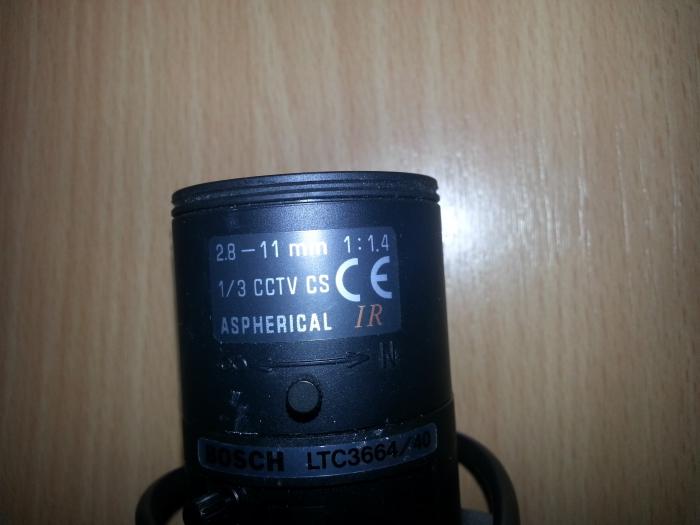 2.8 – 11 mm 1 : 1.4
1/3 CCTV CS CE
ASPHERICAL IR
∞ ⟷ N
BOSCH LTC3664/40